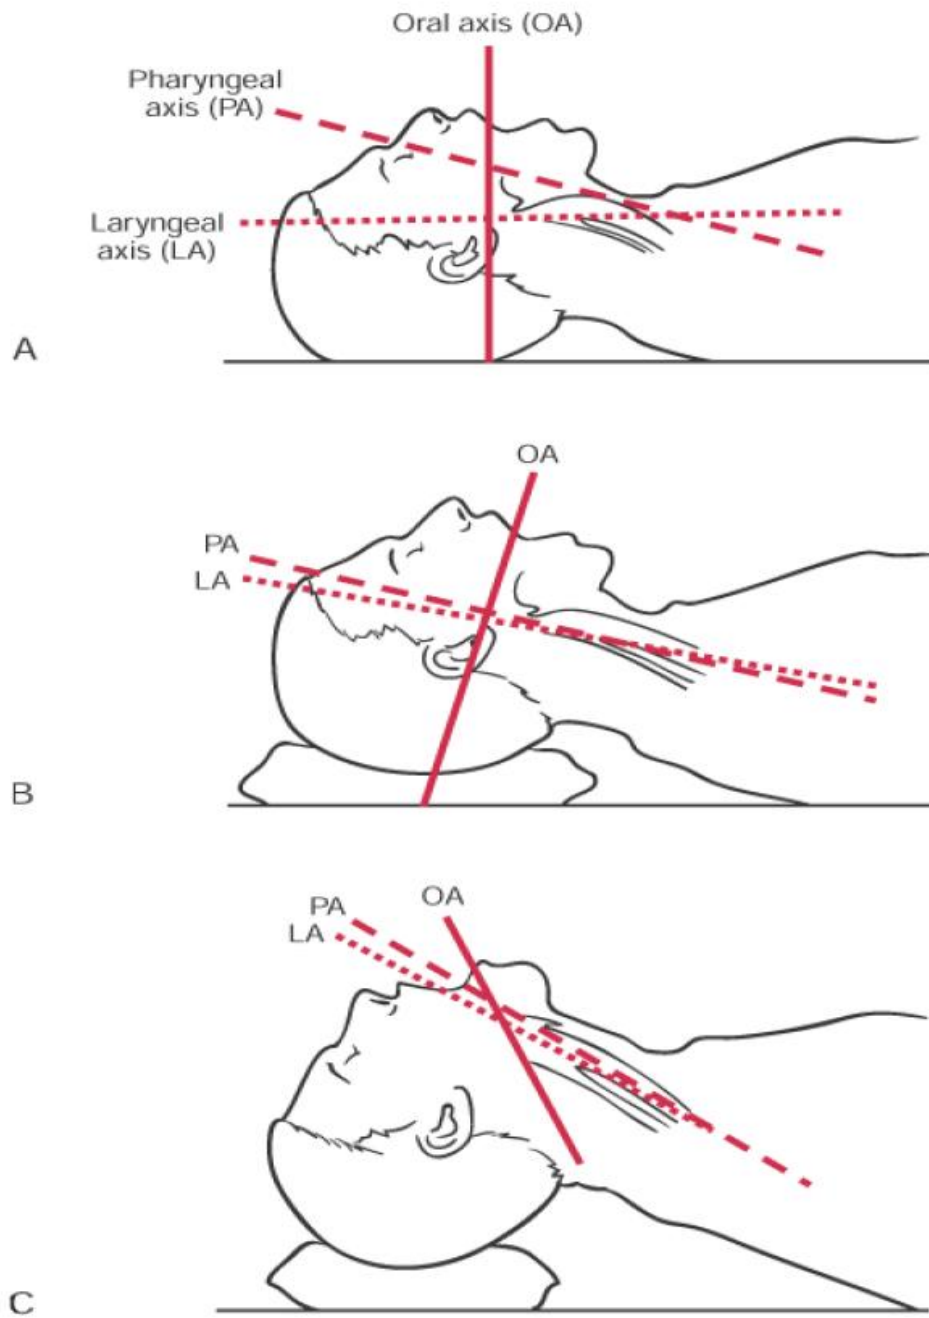 Oral axis (OA)
Pharyngeal
axis (PA)
Laryngeal
axis (LA)
A
OA
PA
LA
B
OA
PA
LA
C